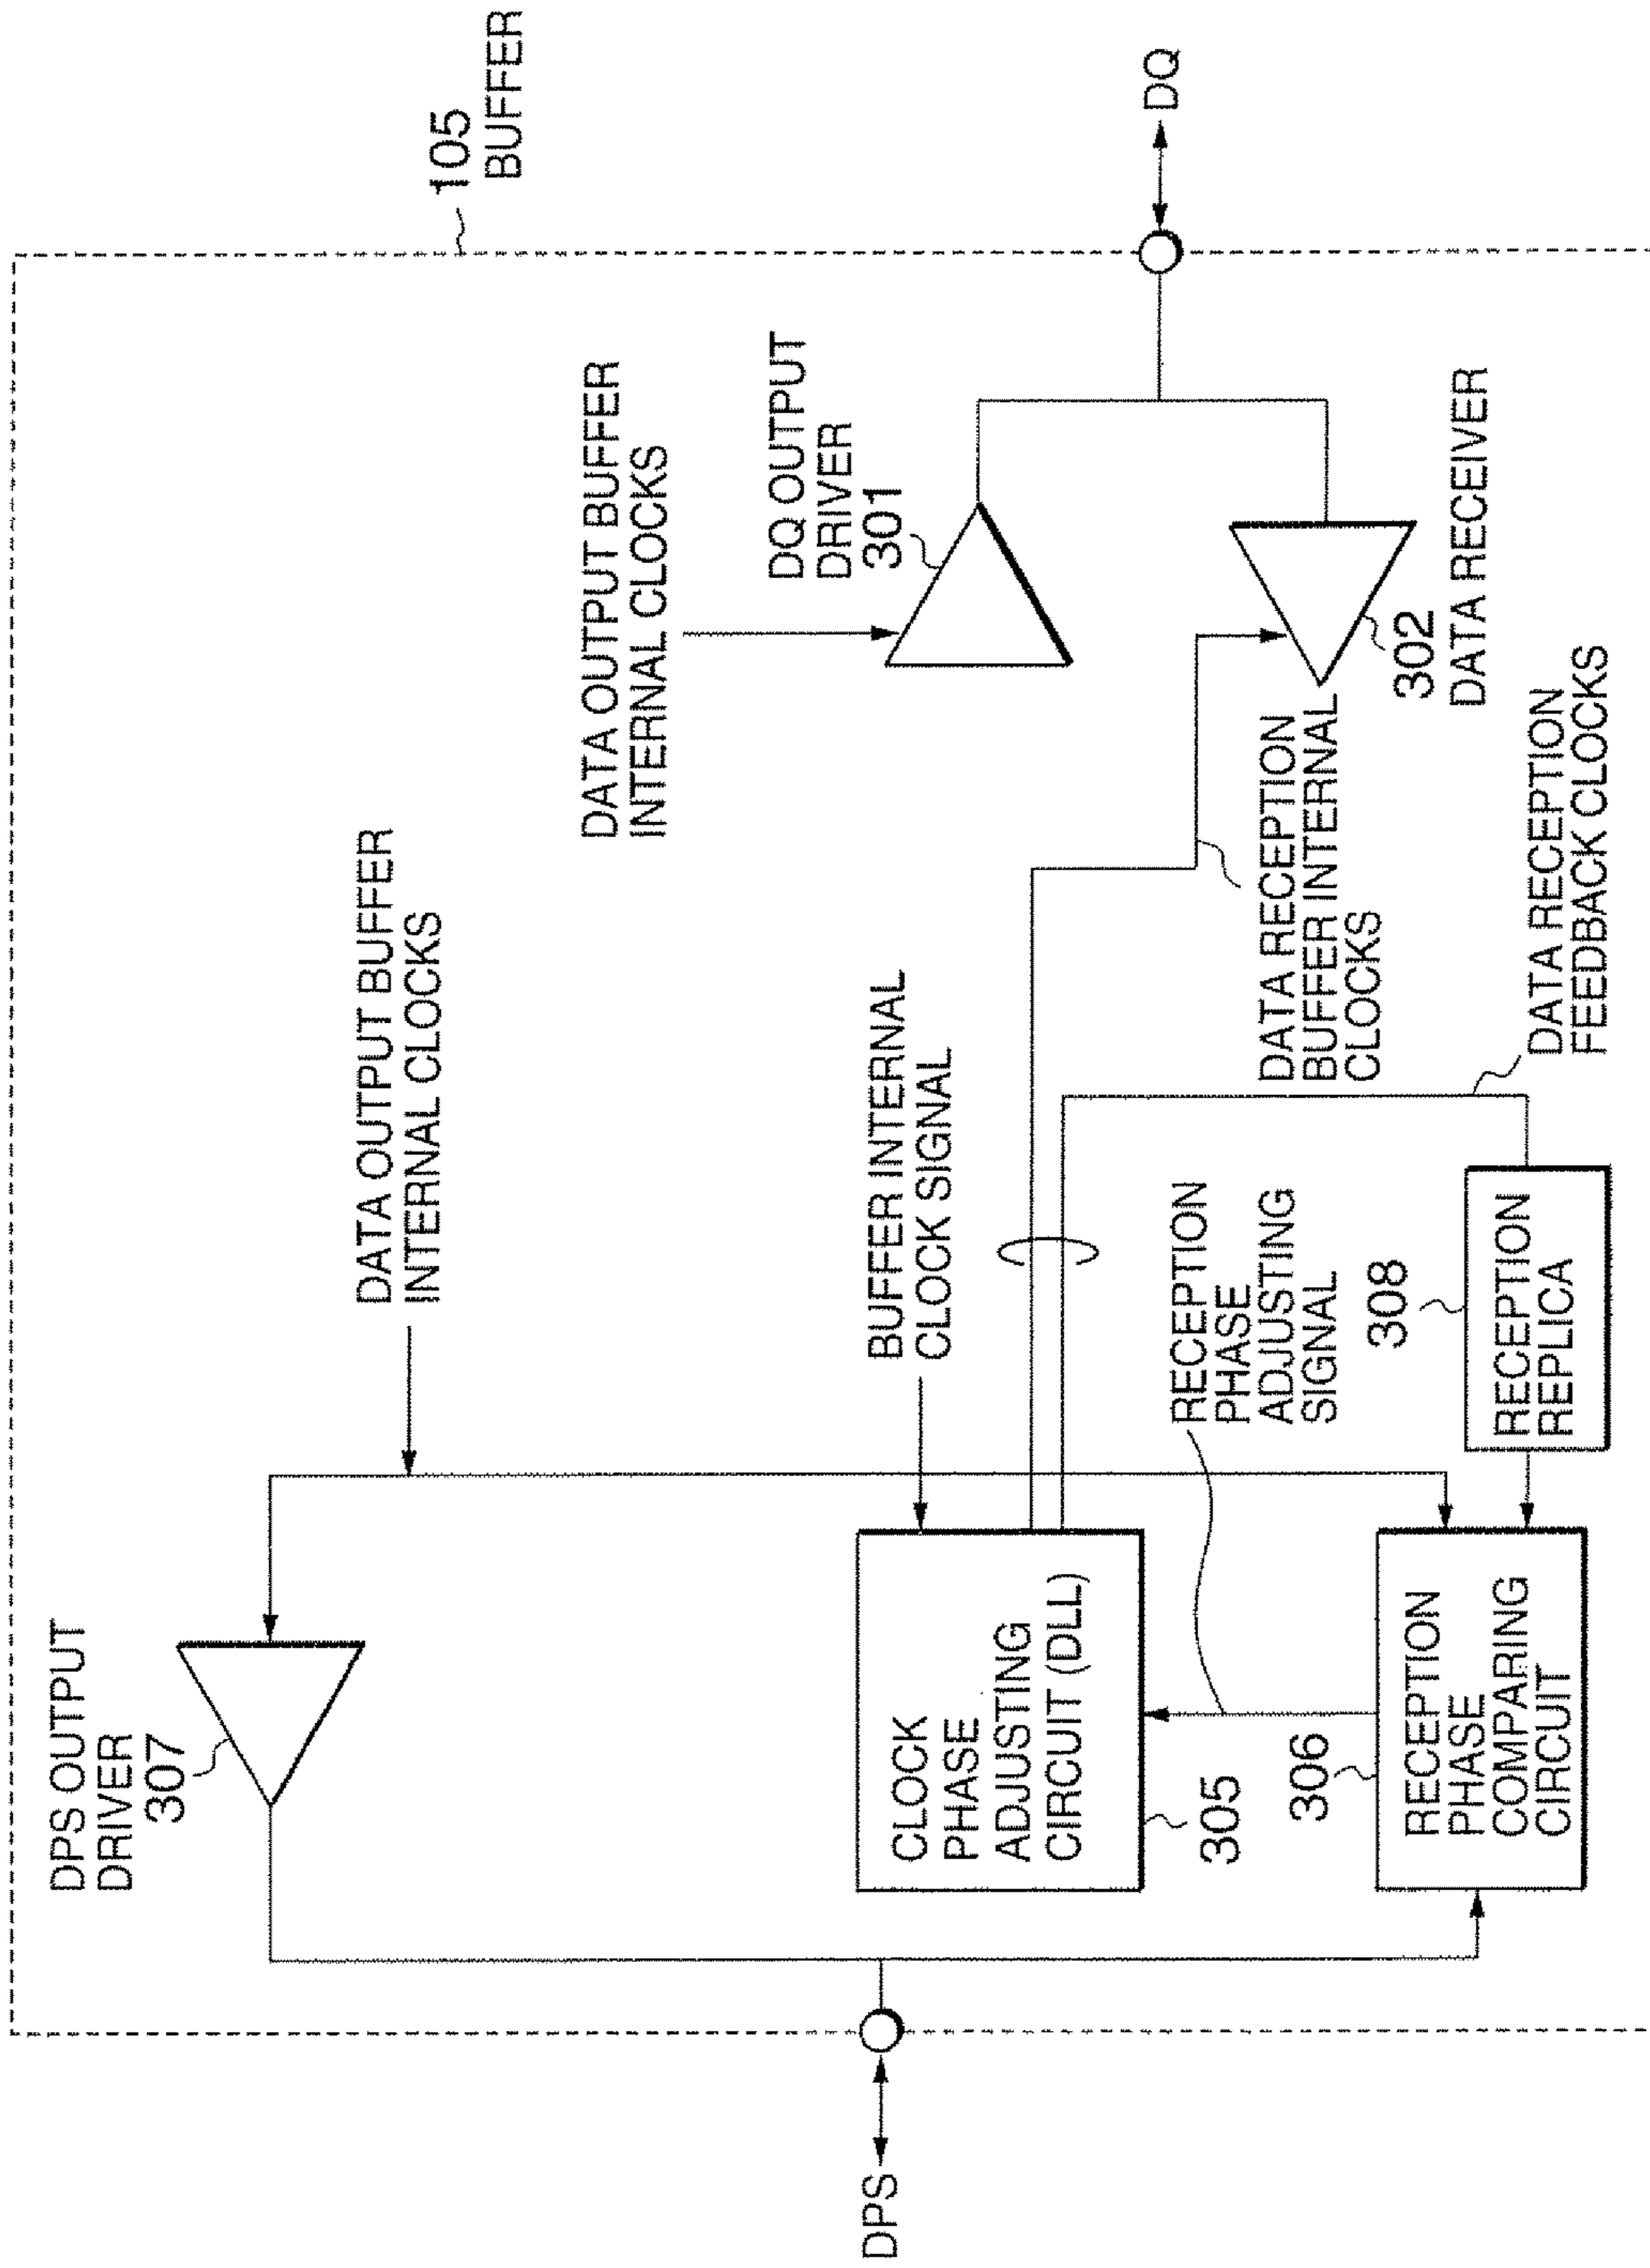 105
BUFFER
DPS OUTPUT
DRIVER
307
DATA OUTPUT BUFFER
INTERNAL CLOCKS
DATA OUTPUT BUFFER
INTERNAL CLOCKS
DQ OUTPUT
DRIVER
301
DPS
DQ
BUFFER INTERNAL
CLOCK SIGNAL
CLOCK
PHASE
ADJUSTING
CIRCUIT (DLL)
305
RECEPTION
PHASE
ADJUSTING
SIGNAL
DATA RECEPTION
BUFFER INTERNAL
CLOCKS
302
DATA RECEIVER
306
RECEPTION
PHASE
COMPARING
CIRCUIT
308
RECEPTION
REPLICA
DATA RECEPTION
FEEDBACK CLOCKS